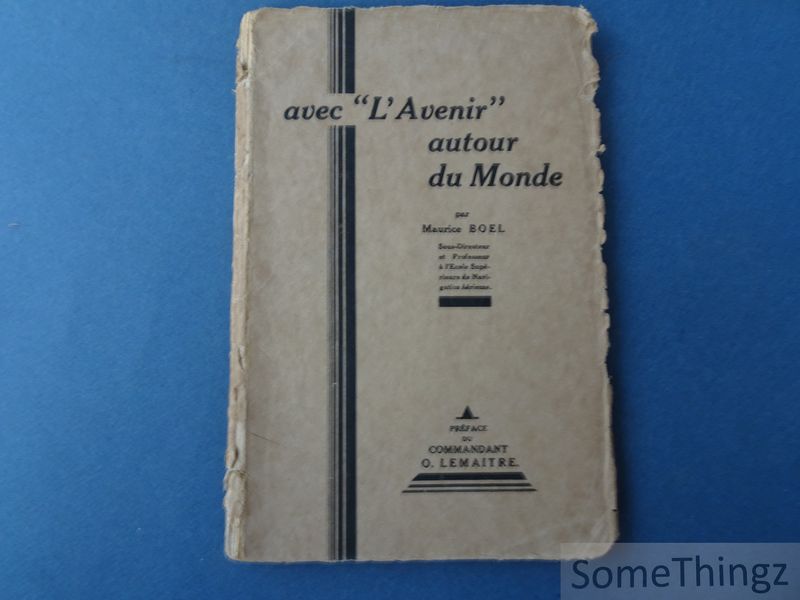 avec "L'Avenir"
autour
du Monde
par
Maurice BOEL
Sous-Directeur
et Professeur
à l'Ecole Supé-
rieure de Navi-
gation Aérienne.
PRÉFACE
DU
COMMANDANT
O. LEMAITRE.
SomeThingz